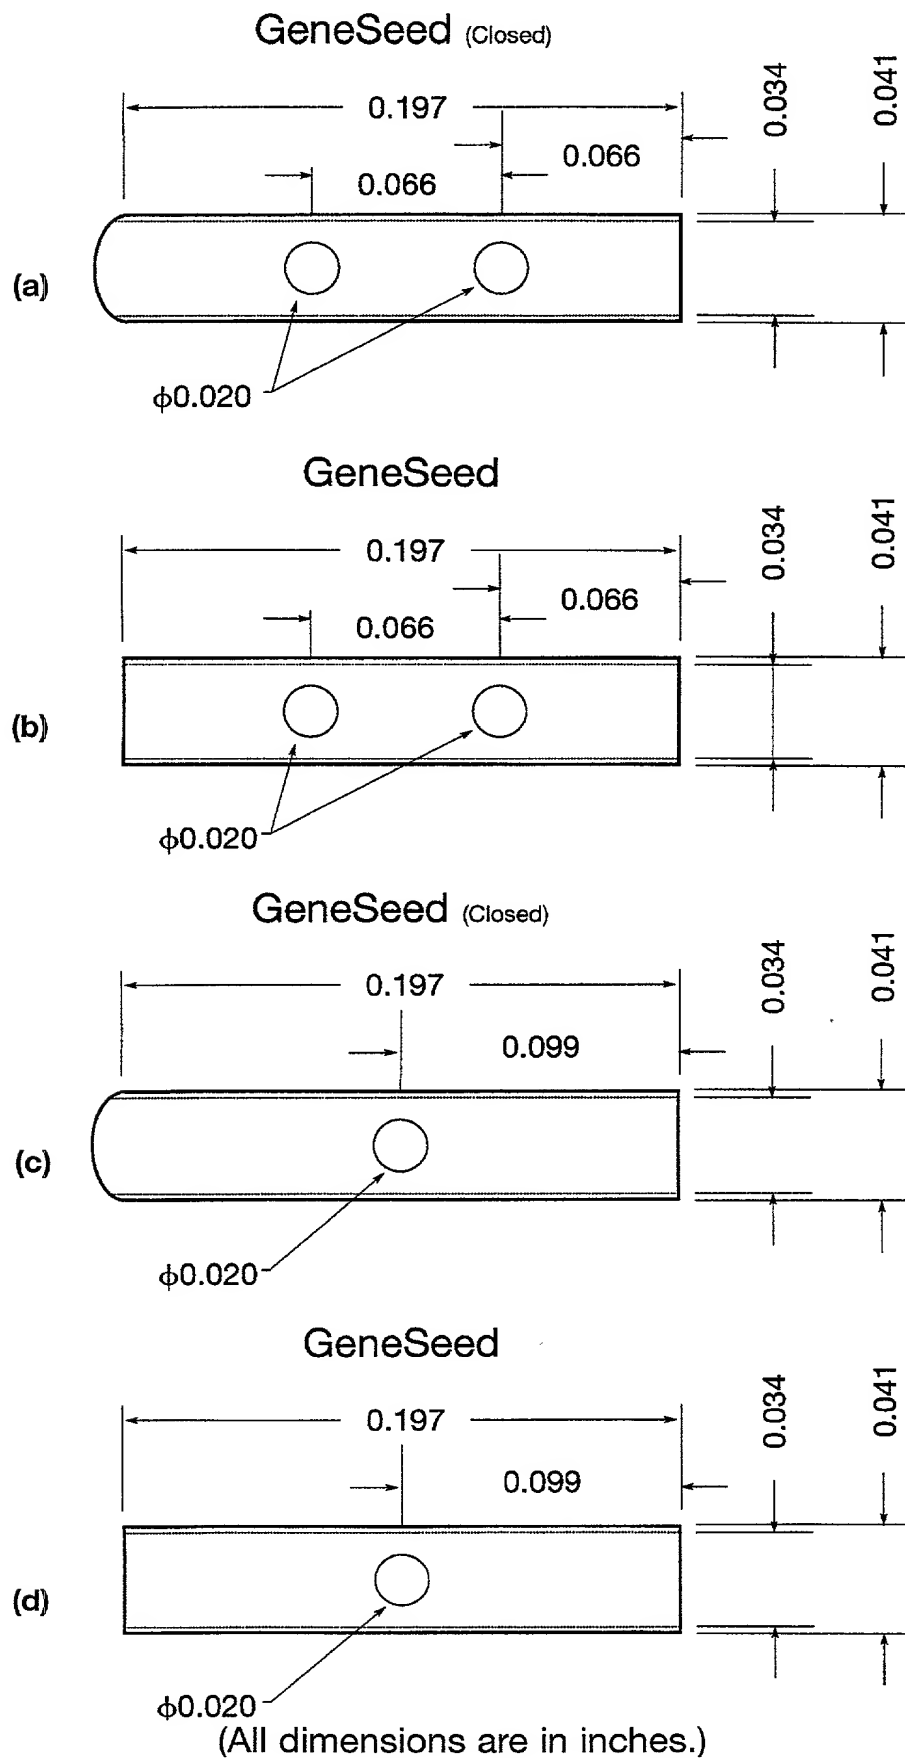 GeneSeed (Closed)
0.197
0.034
0.041
0.066
0.066
(a)
ϕ0.020
GeneSeed
0.197
0.034
0.041
0.066
0.066
(b)
ϕ0.020
GeneSeed (Closed)
0.197
0.034
0.041
0.099
(c)
ϕ0.020
GeneSeed
0.197
0.034
0.041
0.099
(d)
ϕ0.020
(All dimensions are in inches.)